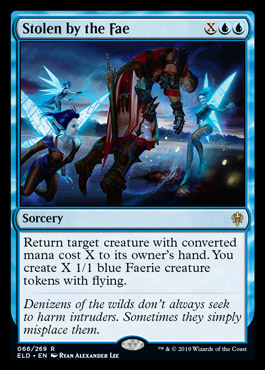 Stolen by the Fae XUU
Sorcery
Return target creature with converted
mana cost X to its owner's hand. You
create X 1/1 blue Faerie creature
tokens with flying.
Denizens of the wilds don't always seek
to harm intruders. Sometimes they simply
misplace them.
066/269 R
ELD • EN Ryan Alexander Lee
™ & © 2019 Wizards of the Coast